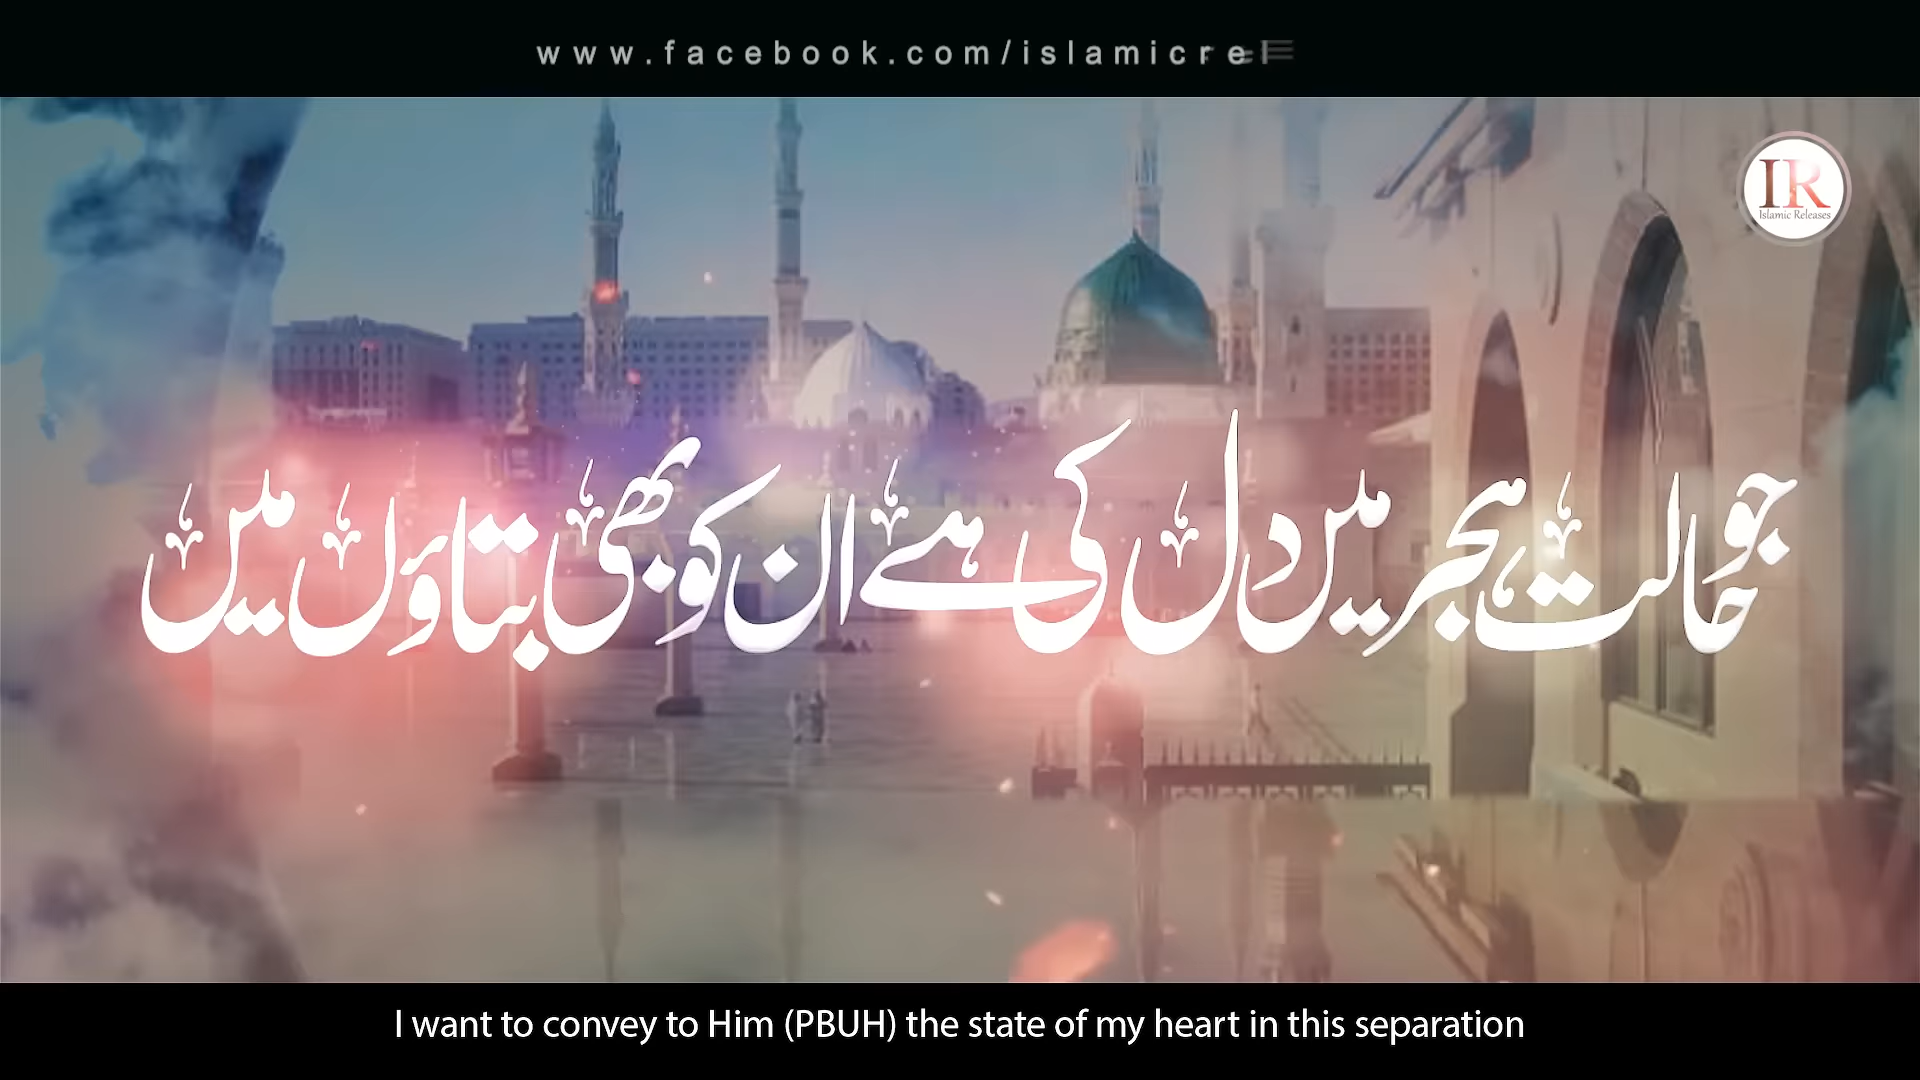 www.facebook.com/islamicrel
IR
Islamic Releases
جو حالت ہجر میں دل کی ہے ان کو بھی بتاؤں میں
I want to convey to Him (PBUH) the state of my heart in this separation